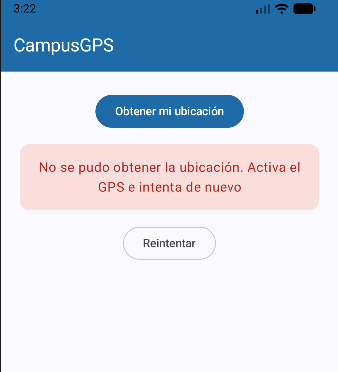 3:22
CampusGPS
Obtener mi ubicación
No se pudo obtener la ubicación. Activa el
GPS e intenta de nuevo
Reintentar